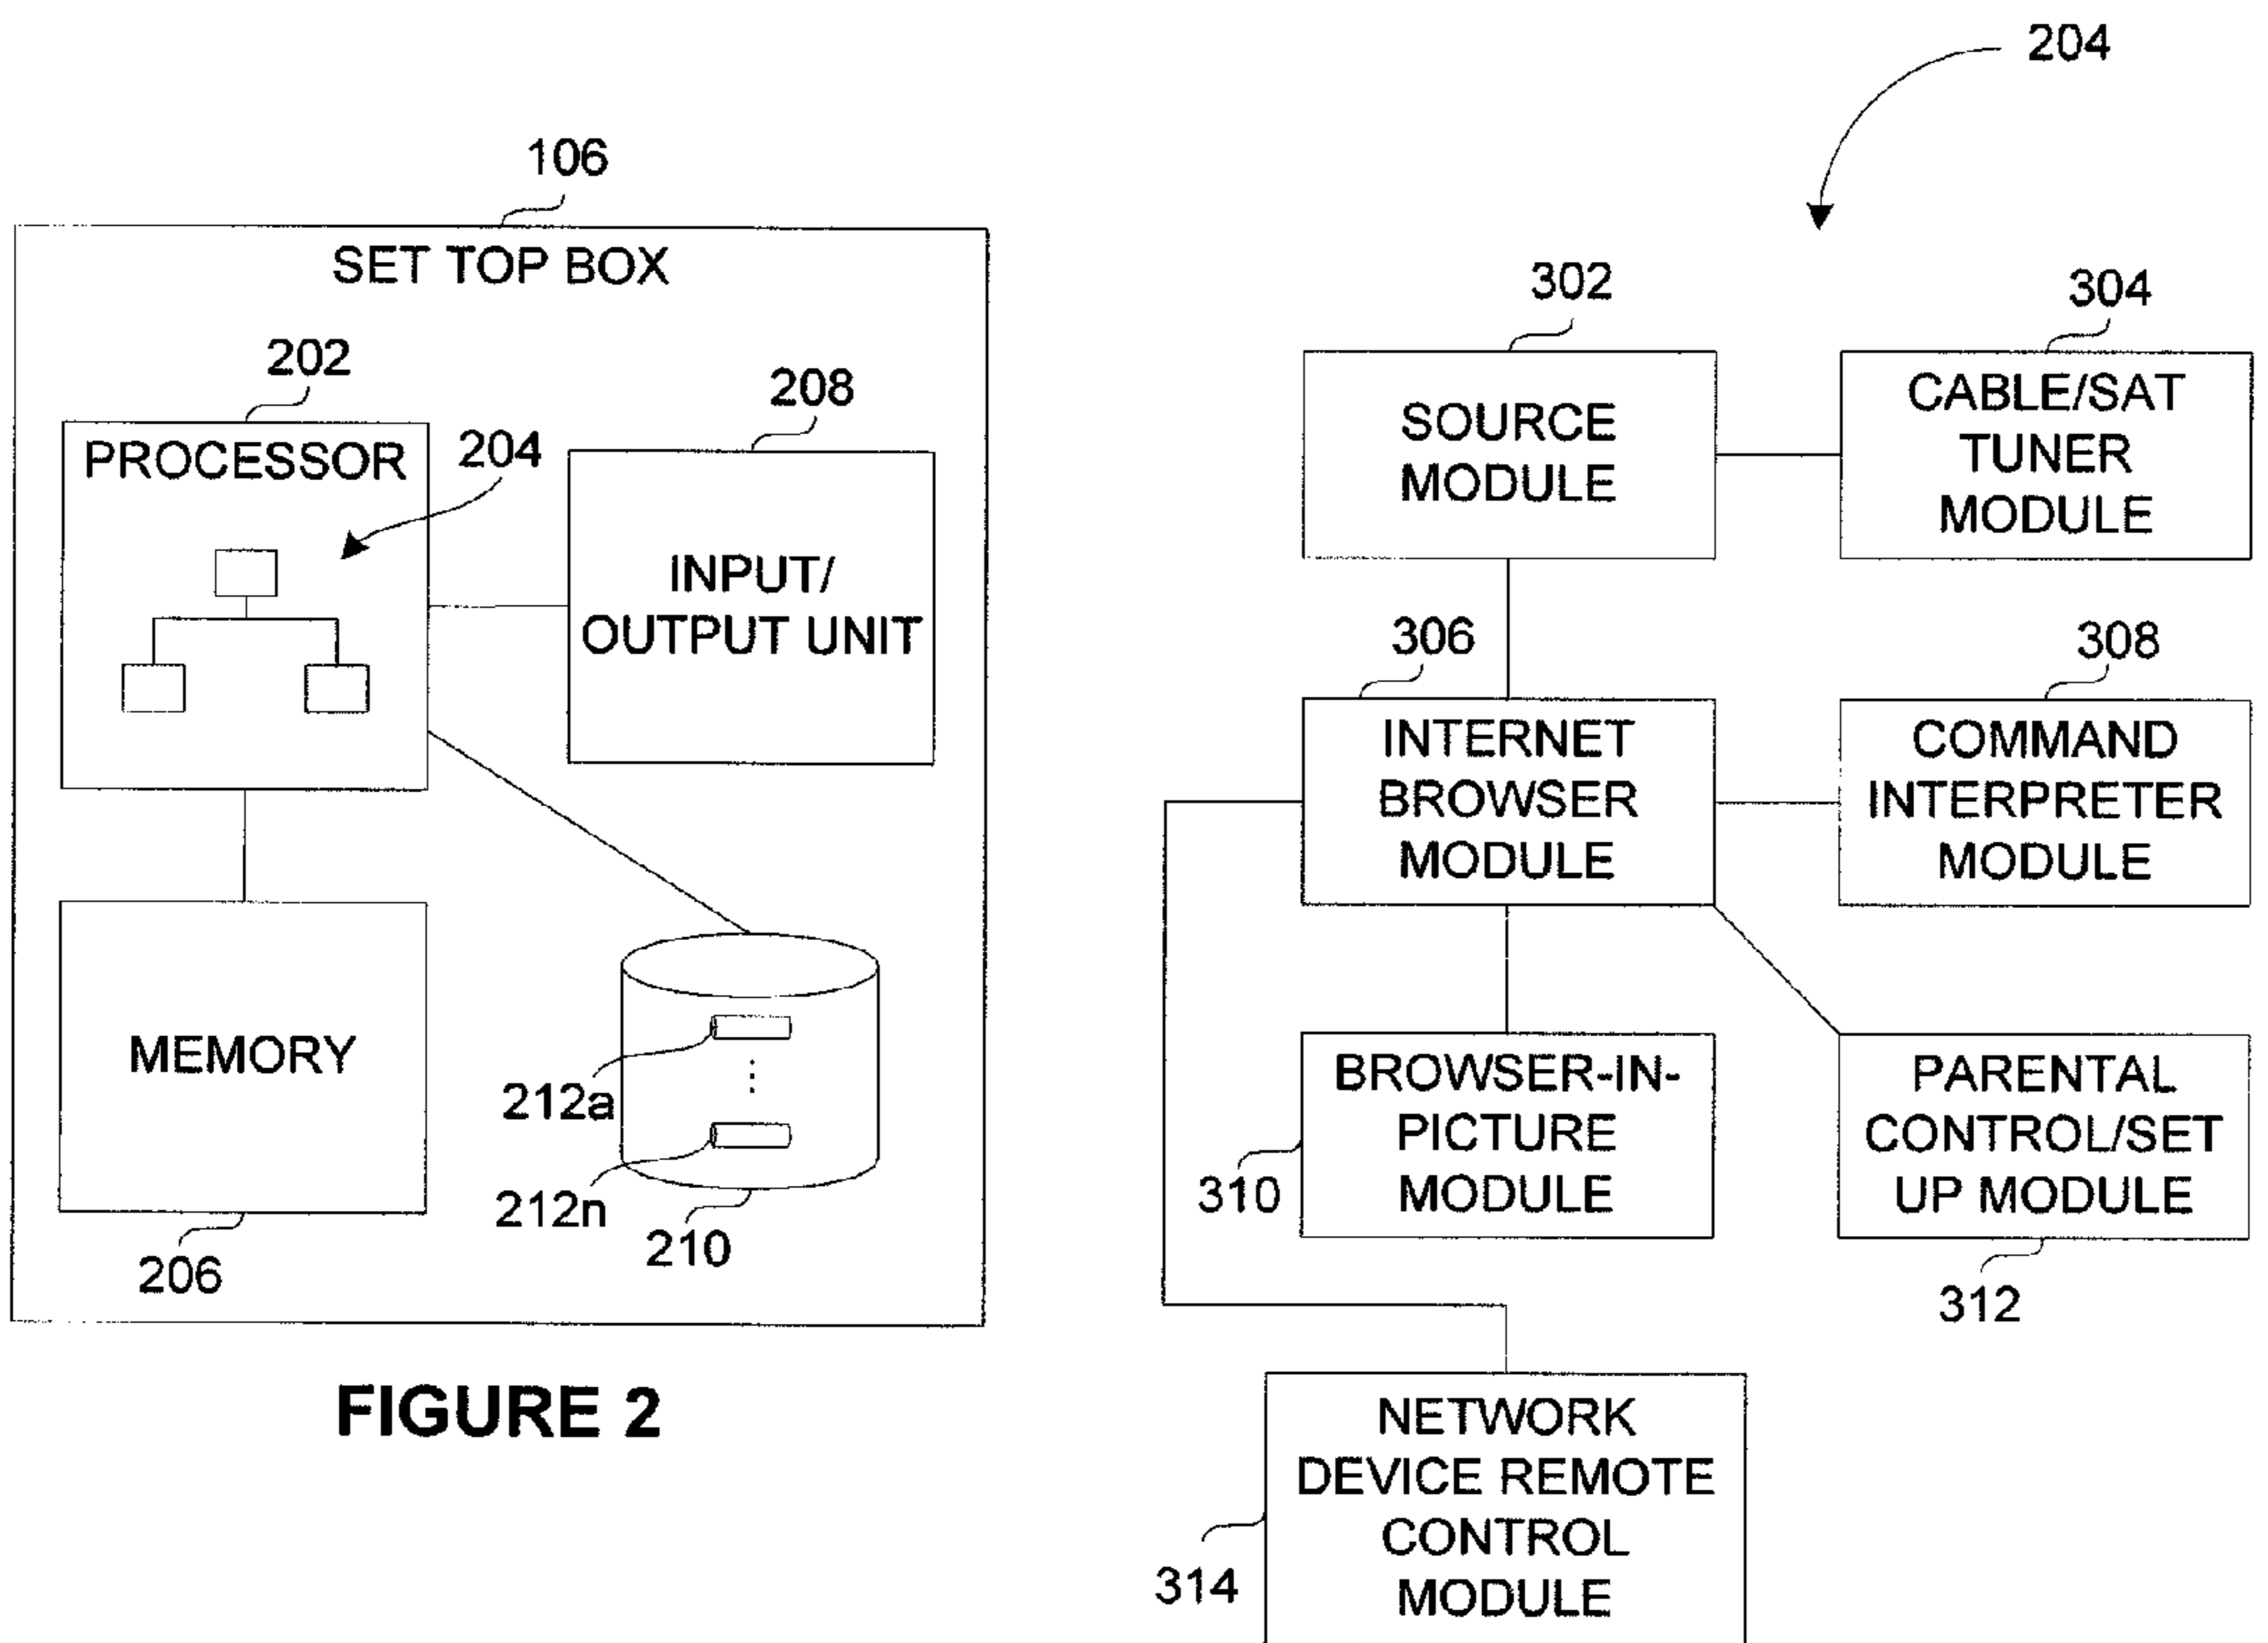 106
SET TOP BOX
202
PROCESSOR
204
208
INPUT/
OUTPUT UNIT
MEMORY
206
212a
212n
210
FIGURE 2
204
302
SOURCE
MODULE
304
CABLE/SAT
TUNER
MODULE
306
INTERNET
BROWSER
MODULE
308
COMMAND
INTERPRETER
MODULE
310
BROWSER-IN-
PICTURE
MODULE
PARENTAL
CONTROL/SET
UP MODULE
312
NETWORK
DEVICE REMOTE
CONTROL
MODULE
314